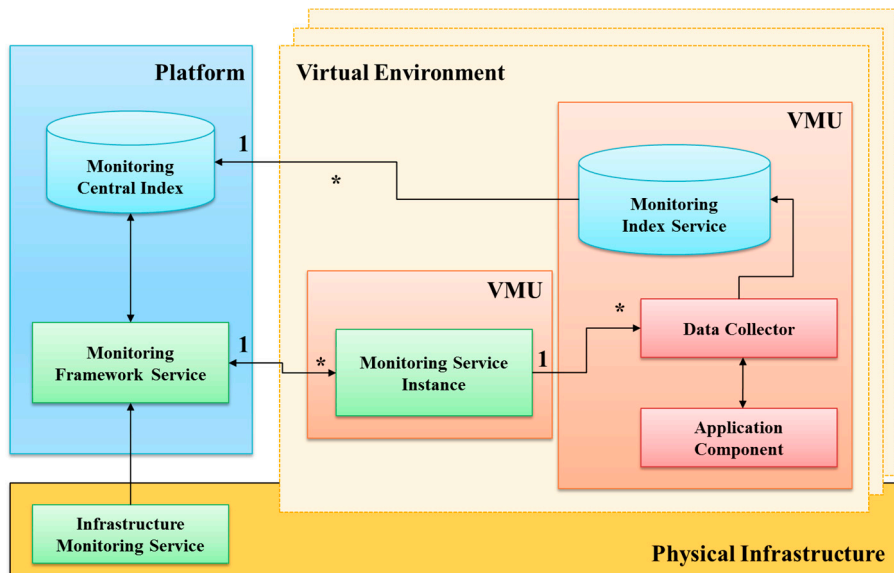 Platform
Monitoring
Central Index
1
Monitoring
Framework Service
1
Virtual Environment
*
VMU
Monitoring
Index Service
VMU
*
Monitoring Service
Instance
1
*
Data Collector
Application
Component
Infrastructure
Monitoring Service
Physical Infrastructure